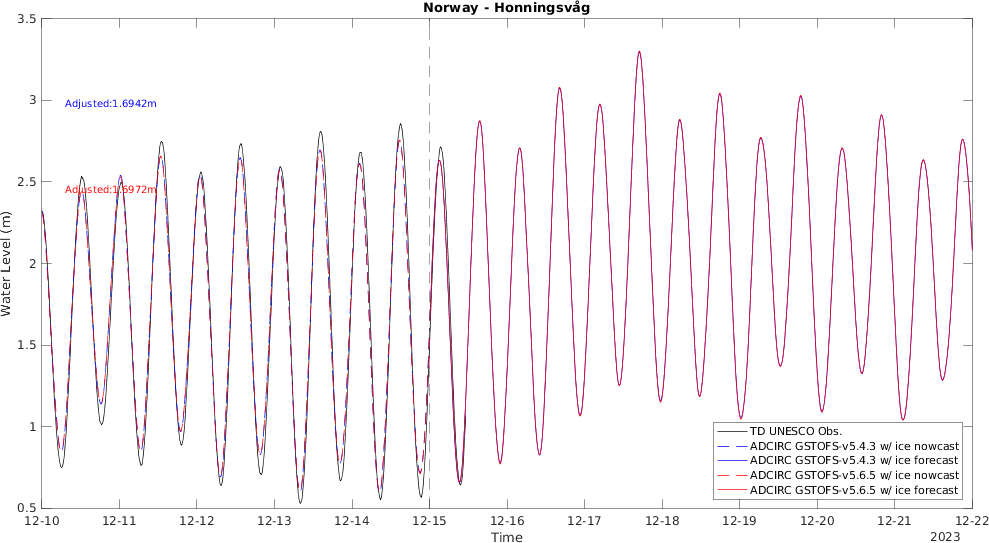 Norway - Honningsvåg
3.5
3
2.5
2
1.5
1
0.5
Water Level (m)
Adjusted:1.6942m
Adjusted:1.6972m
TD UNESCO Obs.
ADCIRC GSTOFS-v5.4.3 w/ ice nowcast
ADCIRC GSTOFS-v5.4.3 w/ ice forecast
ADCIRC GSTOFS-v5.6.5 w/ ice nowcast
ADCIRC GSTOFS-v5.6.5 w/ ice forecast
12-10 12-11 12-12 12-13 12-14 12-15 12-16 12-17 12-18 12-19 12-20 12-21 12-22
Time
2023